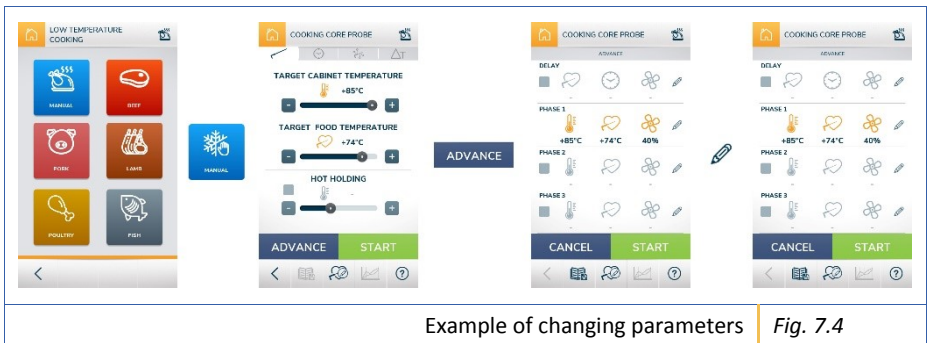 LOW TEMPERATURE
COOKING
MANUAL
BEEF
PORK
LAMB
POULTRY
FISH
MANUAL
COOKING CORE PROBE
ΔT
TARGET CABINET TEMPERATURE
+85°C
-
+
TARGET FOOD TEMPERATURE
+74°C
-
+
HOT HOLDING
-
-
+
ADVANCE START
?
ADVANCE
COOKING CORE PROBE
ADVANCE
DELAY
- - -
PHASE 1
+85°C +74°C 40%
PHASE 2
- - -
PHASE 3
- - -
CANCEL START
?
COOKING CORE PROBE
ADVANCE
DELAY
- - -
PHASE 1
+85°C +74°C 40%
PHASE 2
- - -
PHASE 3
- - -
CANCEL START
?
Example of changing parameters Fig. 7.4